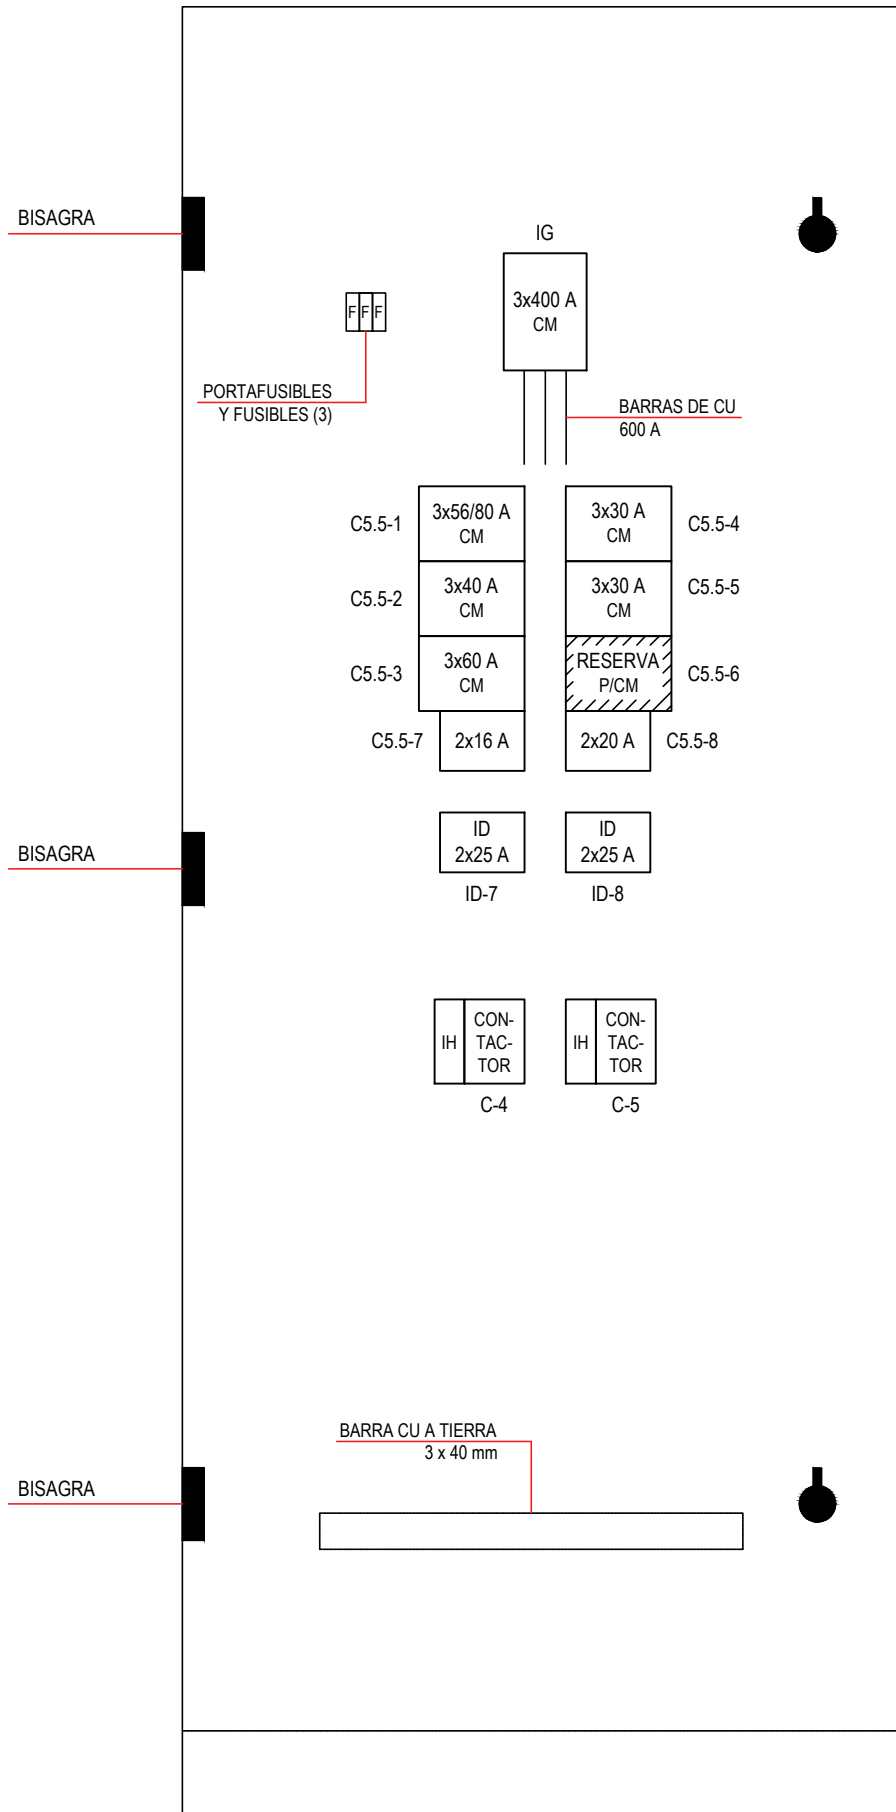 BISAGRA
IG
3x400 A
CM
F F F
PORTAFUSIBLES
Y FUSIBLES (3)
BARRAS DE CU
600 A
C5.5-1
3x56/80 A
CM
3x30 A
CM
C5.5-4
C5.5-2
3x40 A
CM
3x30 A
CM
C5.5-5
C5.5-3
3x60 A
CM
RESERVA
P/CM
C5.5-6
C5.5-7
2x16 A
2x20 A
C5.5-8
BISAGRA
ID
2x25 A
ID-7
ID
2x25 A
ID-8
IH
CON-
TAC-
TOR
C-4
IH
CON-
TAC-
TOR
C-5
BARRA CU A TIERRA
3 x 40 mm
BISAGRA